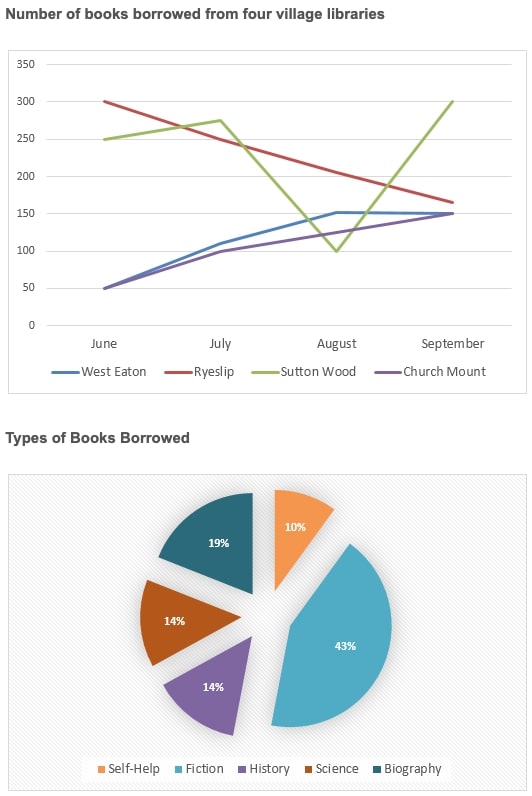 Number of books borrowed from four village libraries
350
300
250
200
150
100
50
0
June July August September
West Eaton Ryeslip Sutton Wood Church Mount
Types of Books Borrowed
10%
19%
43%
14%
14%
Self-Help Fiction History Science Biography